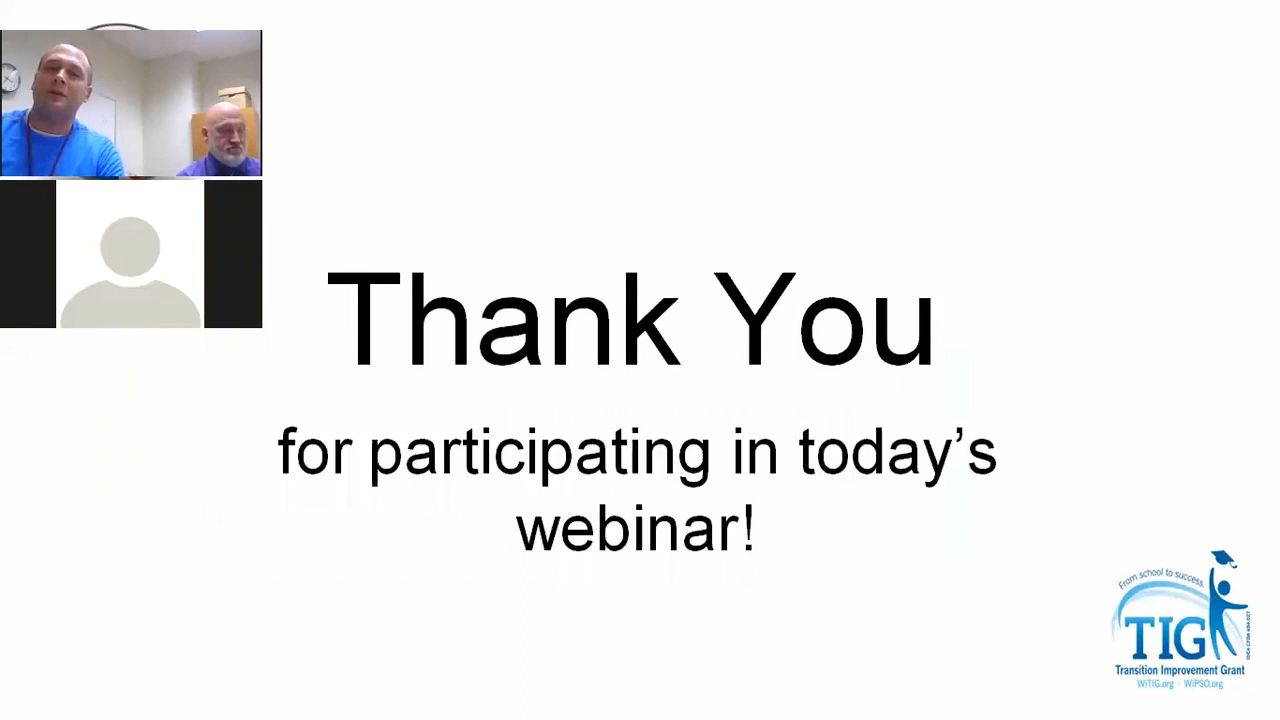 Thank You
for participating in today’s
webinar!
From school to success.
TIG
Transition Improvement Grant
WiTIG.org · WiPSO.org